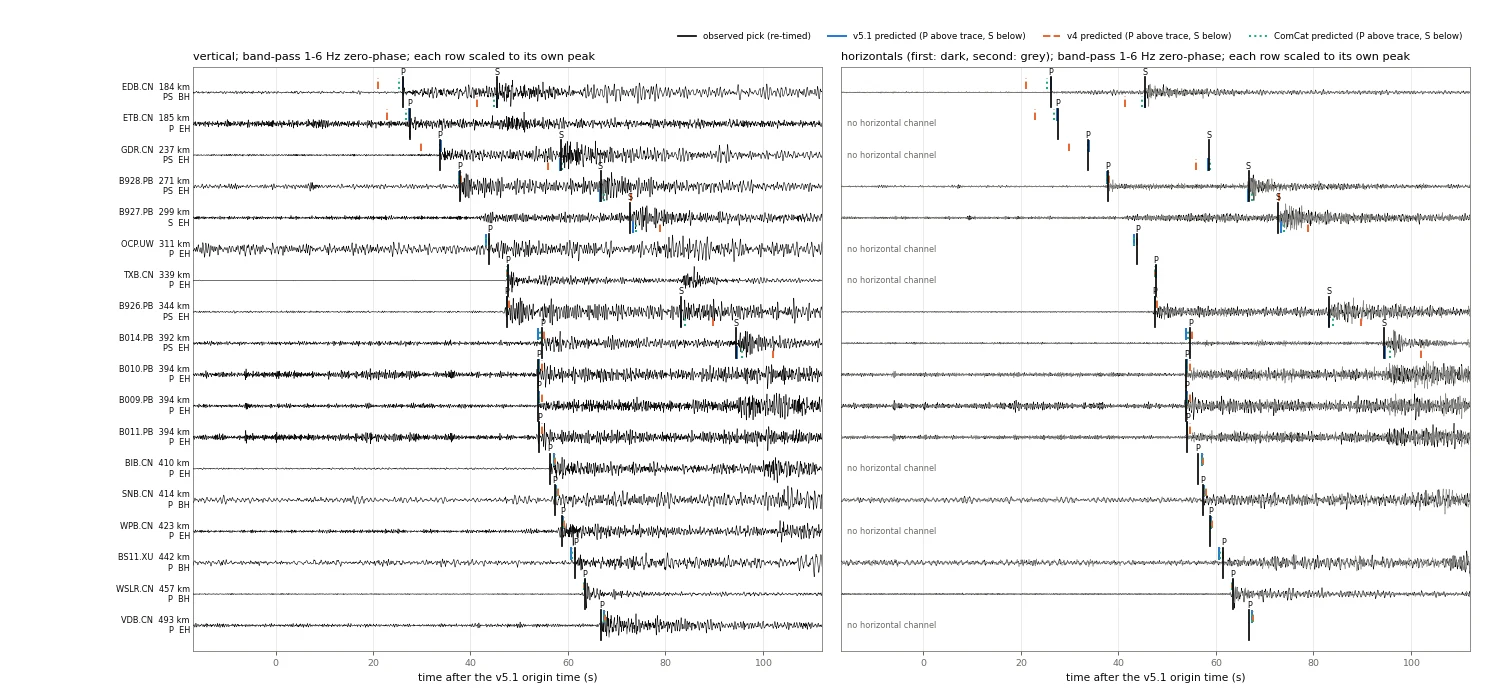 observed pick (re-timed) v5.1 predicted (P above trace, S below) v4 predicted (P above trace, S below) ComCat predicted (P above trace, S below)
vertical; band-pass 1-6 Hz zero-phase; each row scaled to its own peak
horizontals (first: dark, second: grey); band-pass 1-6 Hz zero-phase; each row scaled to its own peak
EDB.CN 184 km
PS BH
P S
P S
ETB.CN 185 km
P EH
P
P
no horizontal channel
GDR.CN 237 km
PS EH
P S
P S
no horizontal channel
B928.PB 271 km
PS EH
P S
P S
B927.PB 299 km
S EH
S
S
OCP.UW 311 km
P EH
P
P
no horizontal channel
TXB.CN 339 km
P EH
P
P
no horizontal channel
B926.PB 344 km
PS EH
P S
P S
B014.PB 392 km
PS EH
P S
P S
B010.PB 394 km
P EH
P
P
B009.PB 394 km
P EH
P
P
B011.PB 394 km
P EH
P
P
BIB.CN 410 km
P EH
P
P
no horizontal channel
SNB.CN 414 km
P BH
P
P
WPB.CN 423 km
P EH
P
P
no horizontal channel
BS11.XU 442 km
P BH
P
P
WSLR.CN 457 km
P BH
P
P
VDB.CN 493 km
P EH
P
P
no horizontal channel
0 20 40 60 80 100
0 20 40 60 80 100
time after the v5.1 origin time (s)
time after the v5.1 origin time (s)